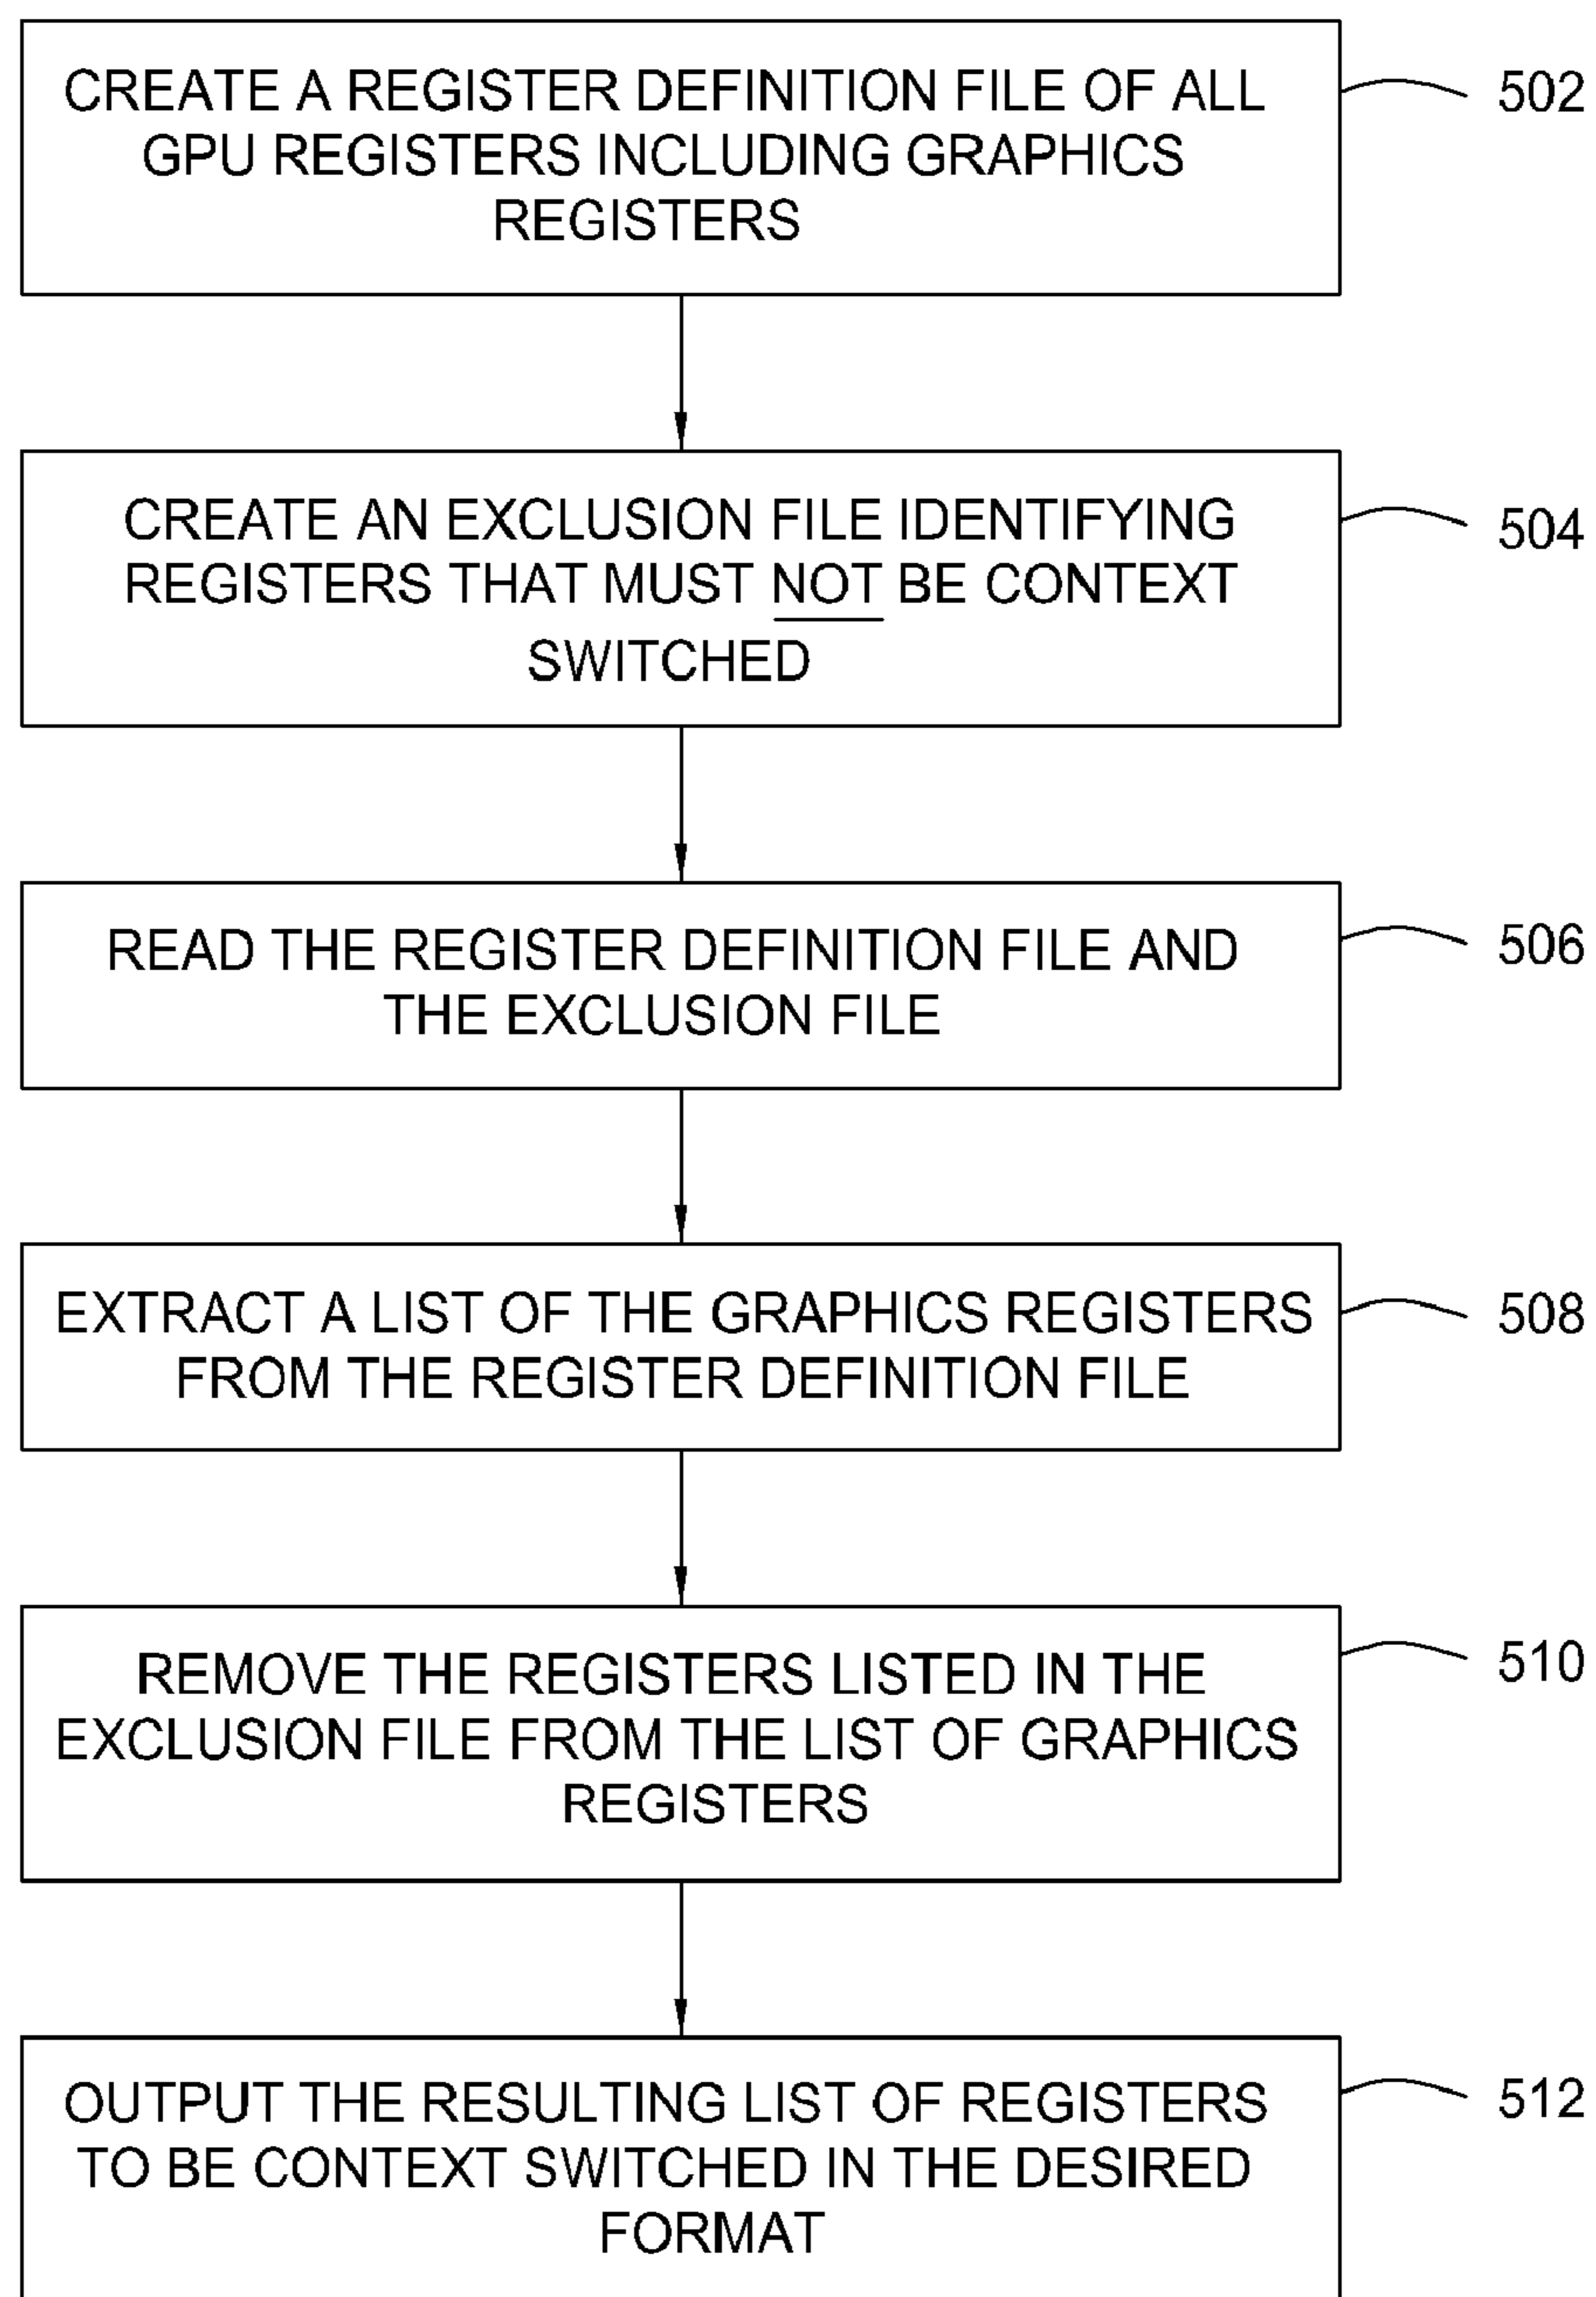 CREATE A REGISTER DEFINITION FILE OF ALL
GPU REGISTERS INCLUDING GRAPHICS
REGISTERS
502
CREATE AN EXCLUSION FILE IDENTIFYING
REGISTERS THAT MUST NOT BE CONTEXT
SWITCHED
504
READ THE REGISTER DEFINITION FILE AND
THE EXCLUSION FILE
506
EXTRACT A LIST OF THE GRAPHICS REGISTERS
FROM THE REGISTER DEFINITION FILE
508
REMOVE THE REGISTERS LISTED IN THE
EXCLUSION FILE FROM THE LIST OF GRAPHICS
REGISTERS
510
OUTPUT THE RESULTING LIST OF REGISTERS
TO BE CONTEXT SWITCHED IN THE DESIRED
FORMAT
512